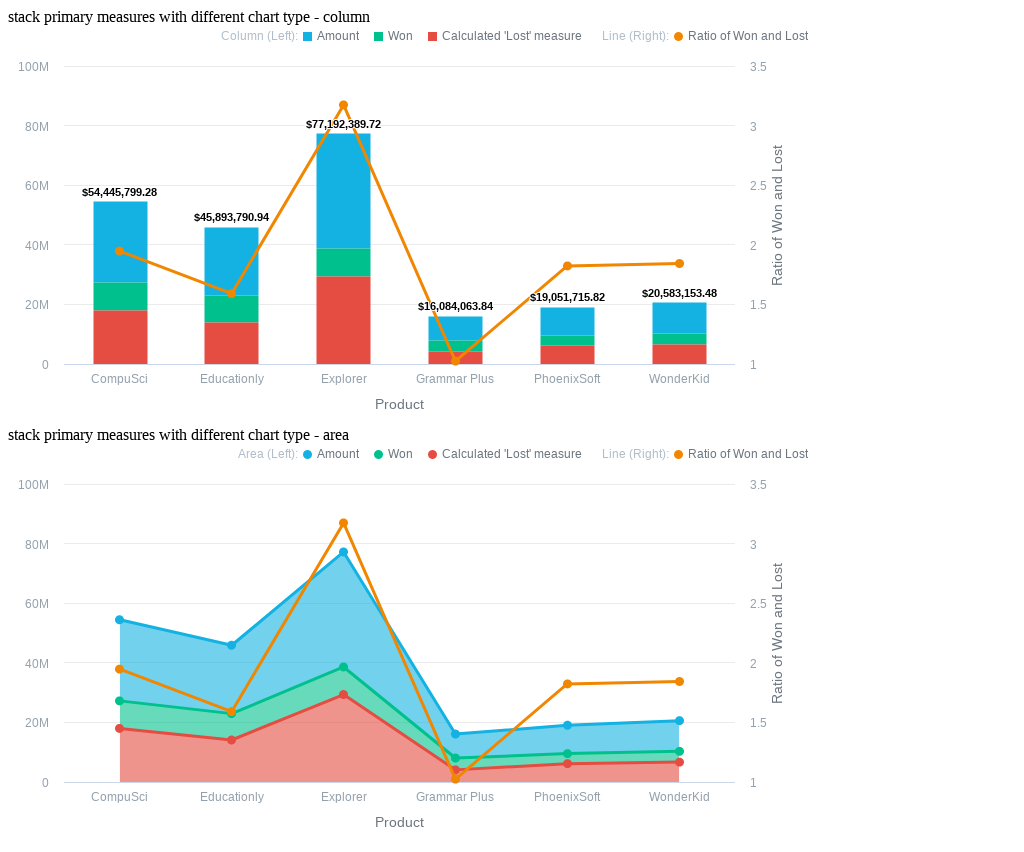 stack primary measures with different chart type - column
Column (Left): Amount Won Calculated 'Lost' measure Line (Right): Ratio of Won and Lost
100M 3.5
80M 3
60M 2.5
40M 2
20M 1.5
0 1
$54,445,799.28
$45,893,790.94
$77,192,389.72
$16,084,063.84
$19,051,715.82
$20,583,153.48
Ratio of Won and Lost
CompuSci Educationly Explorer Grammar Plus PhoenixSoft WonderKid
Product
stack primary measures with different chart type - area
Area (Left): Amount Won Calculated 'Lost' measure Line (Right): Ratio of Won and Lost
100M 3.5
80M 3
60M 2.5
40M 2
20M 1.5
0 1
Ratio of Won and Lost
CompuSci Educationly Explorer Grammar Plus PhoenixSoft WonderKid
Product